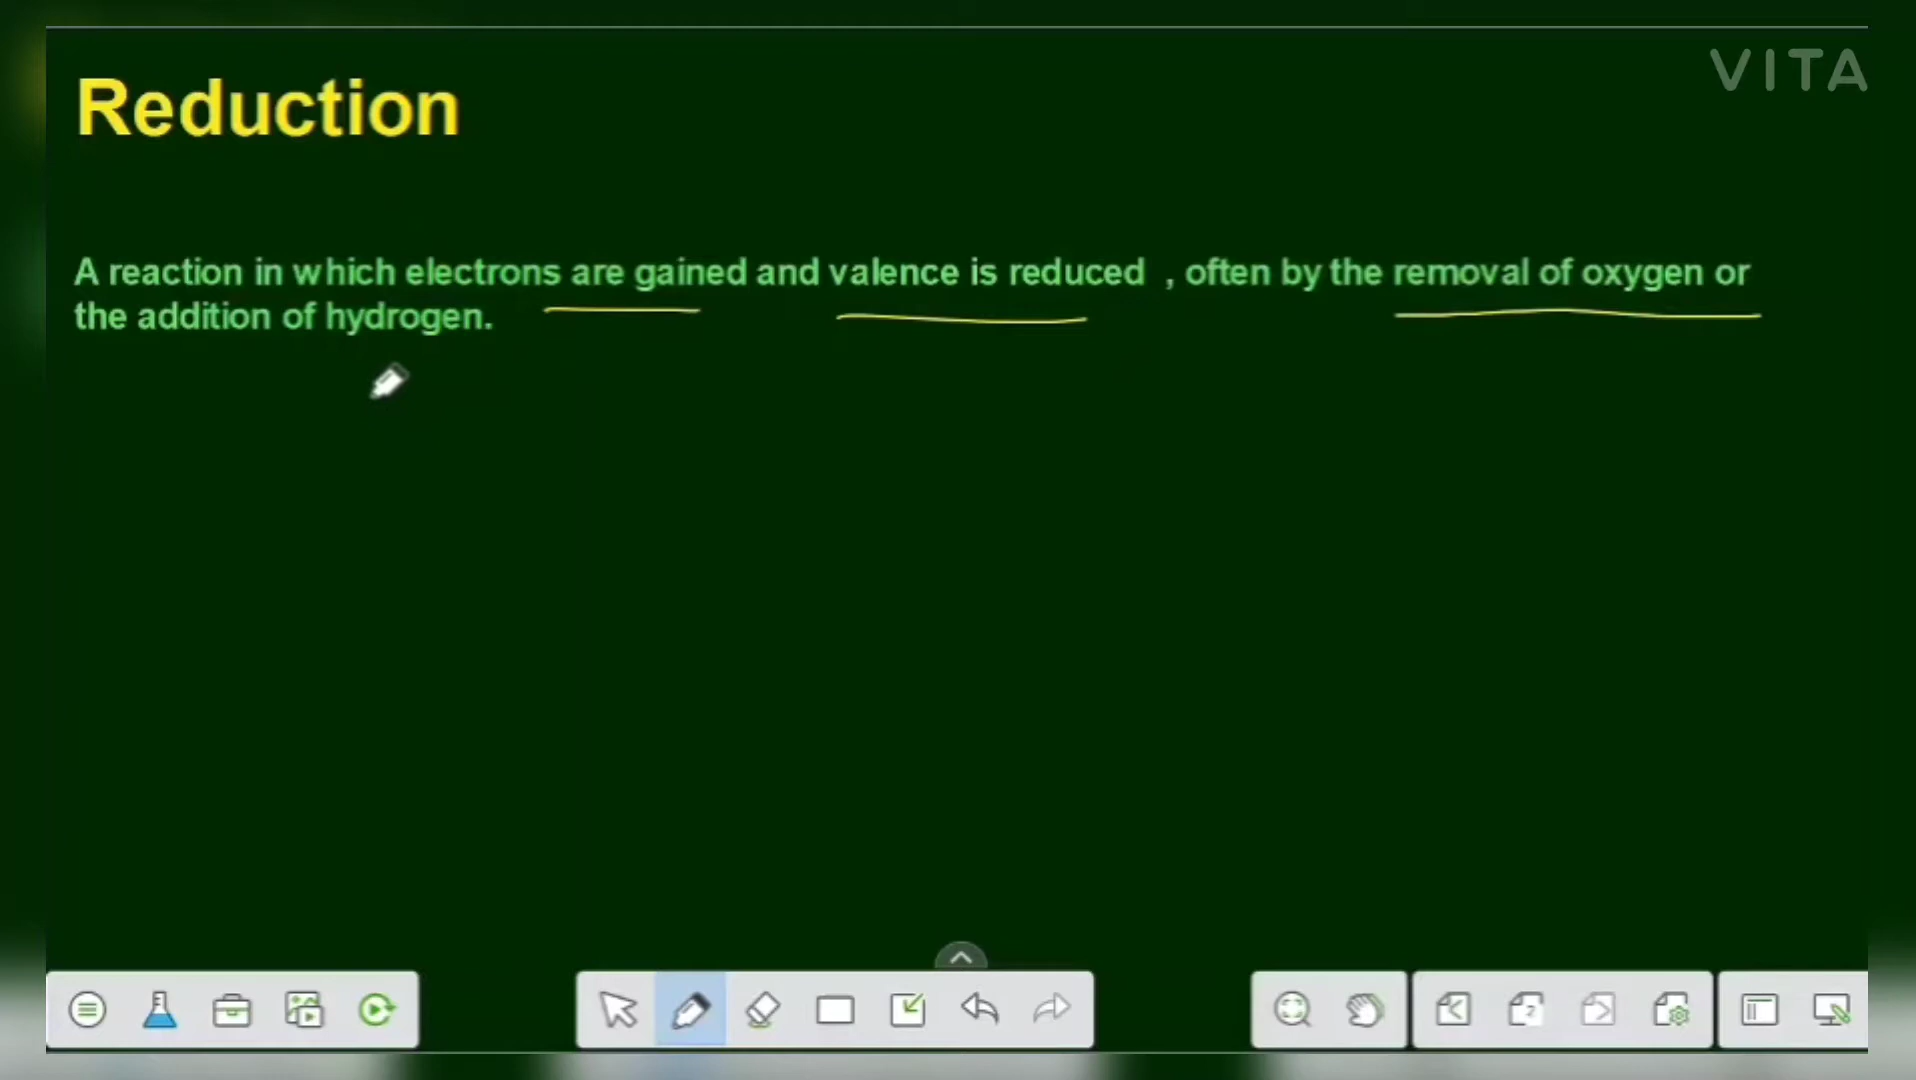 VITA
Reduction
A reaction in which electrons are gained and valence is reduced , often by the removal of oxygen or
the addition of hydrogen.
2